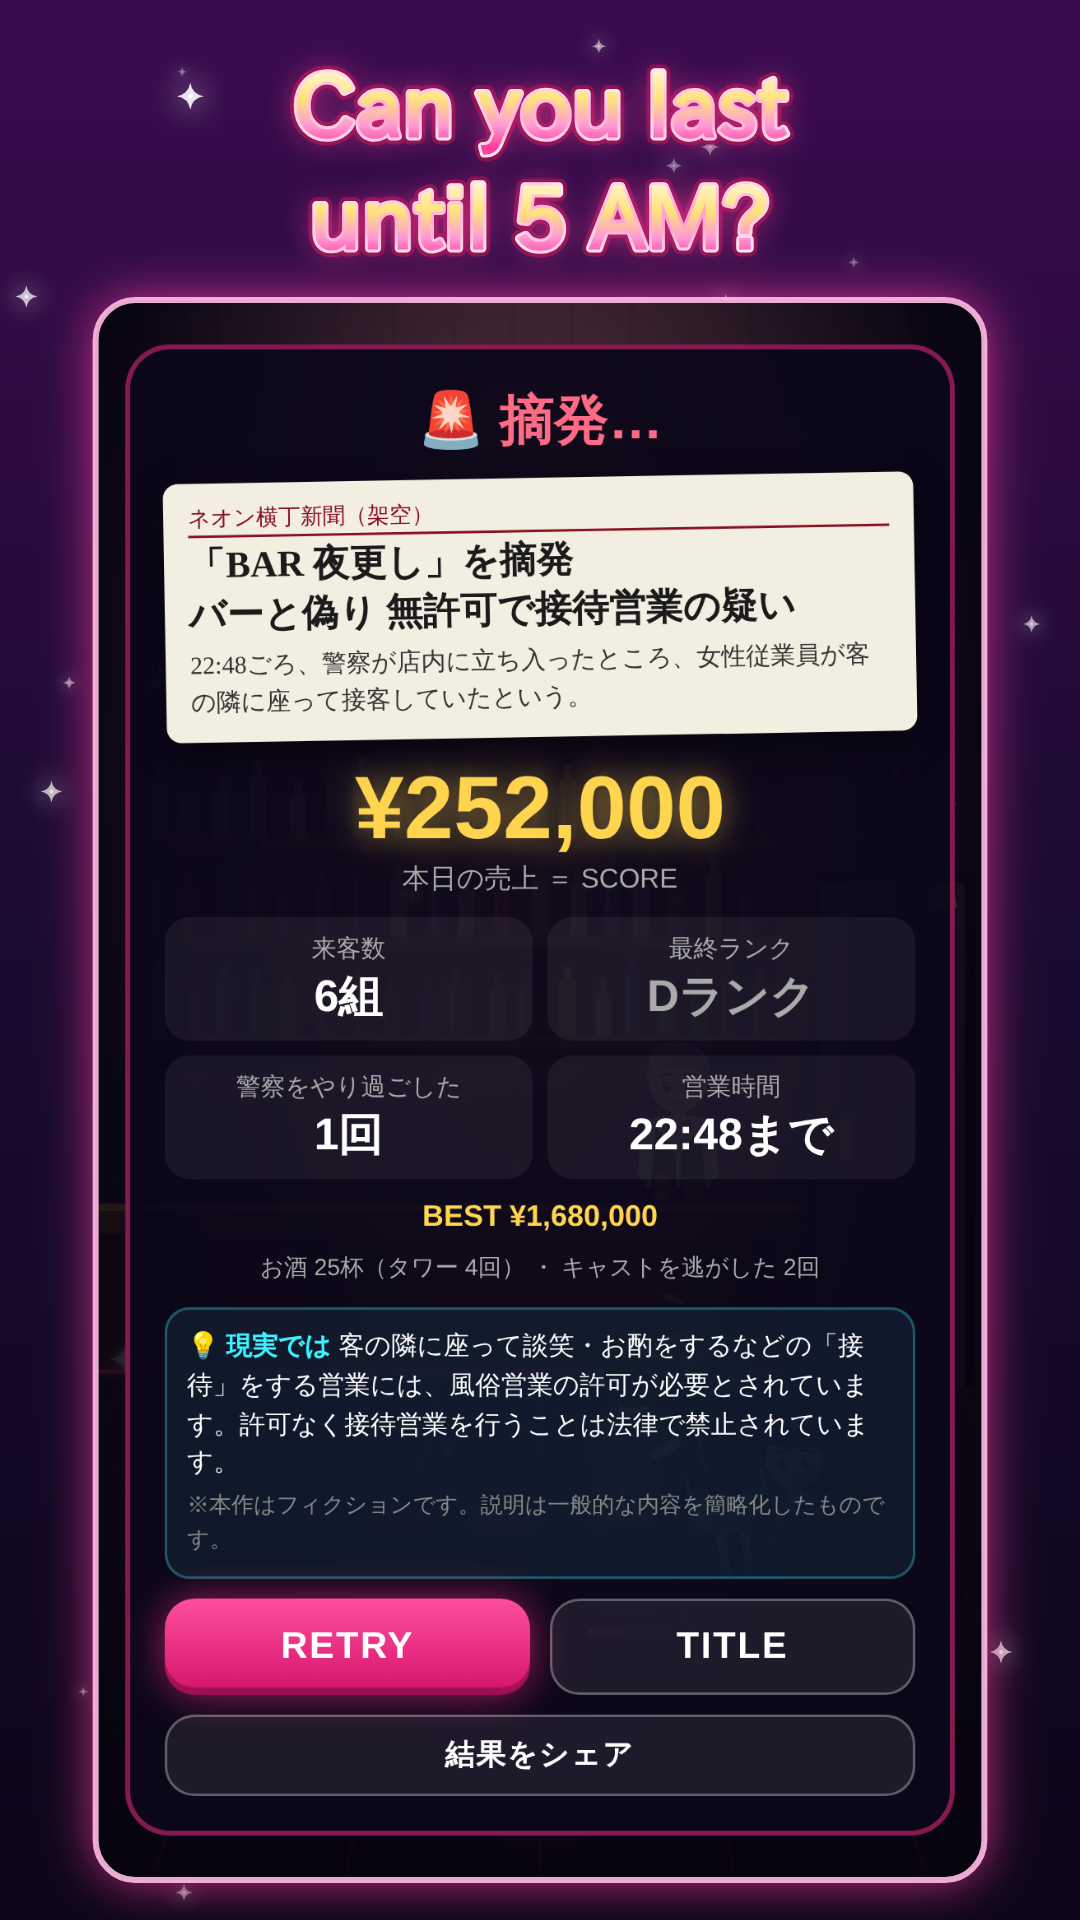 Can you last
until 5 AM?
摘発…
ネオン横丁新聞（架空）
「BAR 夜更し」を摘発
バーと偽り 無許可で接待営業の疑い
22:48ごろ、警察が店内に立ち入ったところ、女性従業員が客
の隣に座って接客していたという。
¥252,000
本日の売上 ＝ SCORE
来客数
6組
最終ランク
Dランク
警察をやり過ごした
1回
営業時間
22:48まで
BEST ¥1,680,000
お酒 25杯（タワー 4回） ・ キャストを逃がした 2回
現実では 客の隣に座って談笑・お酌をするなどの「接
待」をする営業には、風俗営業の許可が必要とされていま
す。許可なく接待営業を行うことは法律で禁止されていま
す。
※本作はフィクションです。説明は一般的な内容を簡略化したもので
す。
RETRY
TITLE
結果をシェア